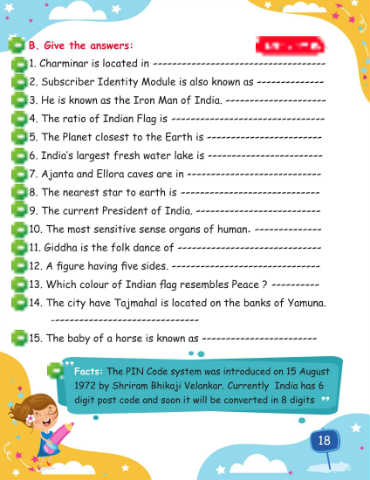 B. Give the answers:
1. Charminar is located in ---------------------------------
2. Subscriber Identity Module is also known as -------------
3. He is known as the Iron Man of India. -------------------
4. The ratio of Indian Flag is -----------------------------
5. The Planet closest to the Earth is ----------------------
6. India's largest fresh water lake is ----------------------
7. Ajanta and Ellora caves are in --------------------------
8. The nearest star to earth is ---------------------------
9. The current President of India. ------------------------
10. The most sensitive sense organs of human. -------------
11. Giddha is the folk dance of ---------------------------
12. A figure having five sides. ----------------------------
13. Which colour of Indian flag resembles Peace ? ----------
14. The city have Tajmahal is located on the banks of Yamuna.
-----------------------------
15. The baby of a horse is known as ----------------------
" Facts: The PIN Code system was introduced on 15 August
1972 by Shriram Bhikaji Velankar. Currently India has 6
digit post code and soon it will be converted in 8 digits "
18